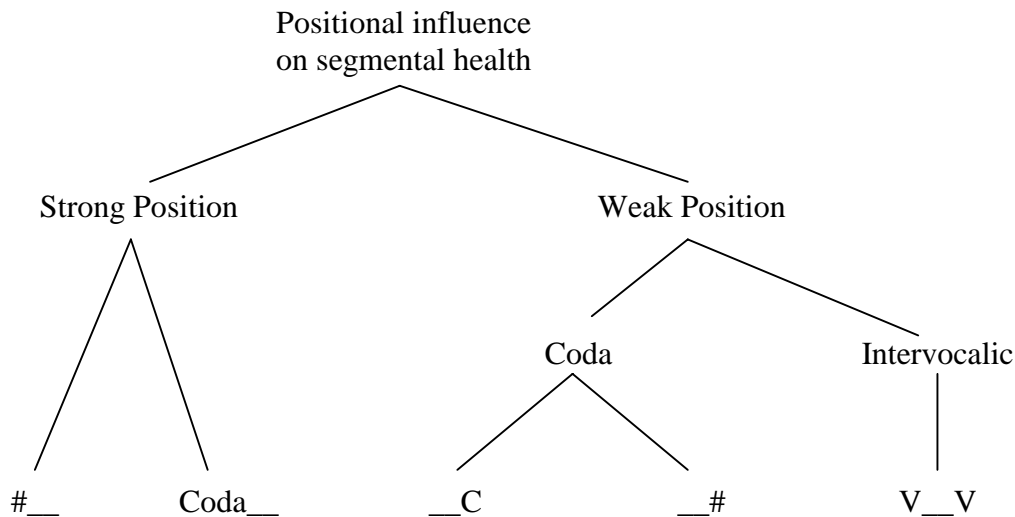 Positional influence
on segmental health
Strong Position Weak Position
Coda Intervocalic
#__ Coda__ __C __# V__V